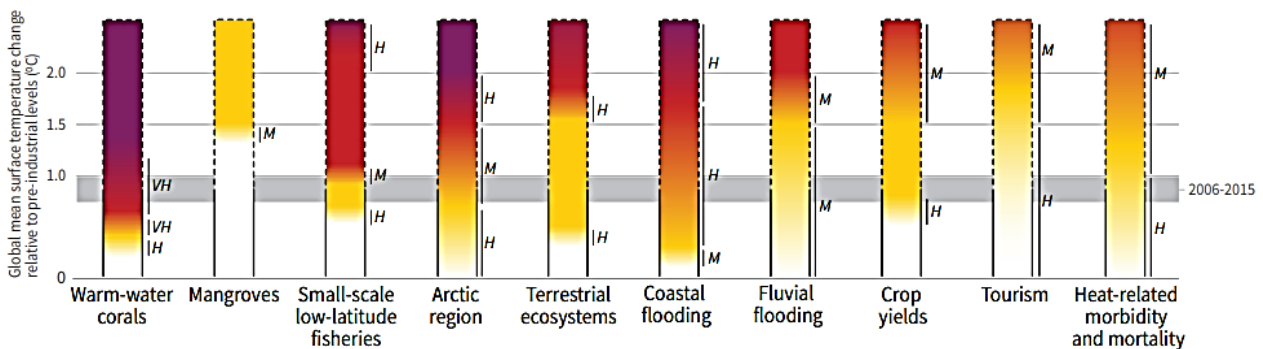 Global mean surface temperature change
relative to pre-industrial levels (°C)
2.0
1.5
1.0
0
H
H
H
H
M
H
M
M
M
M
VH
M
M
H
H
VH
H
H
H
M
H
H
H
H
M
2006-2015
Warm-water
corals
Mangroves
Small-scale
low-latitude
fisheries
Arctic
region
Terrestrial
ecosystems
Coastal
flooding
Fluvial
flooding
Crop
yields
Tourism
Heat-related
morbidity
and mortality